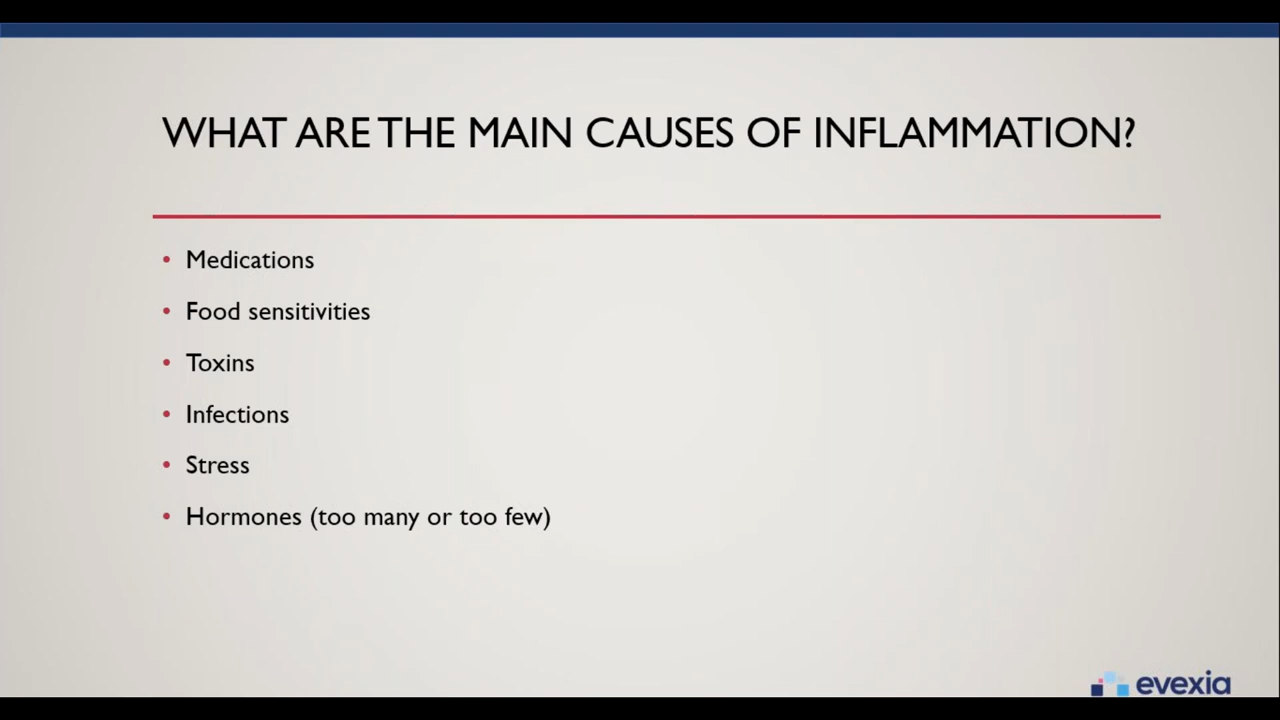 WHAT ARE THE MAIN CAUSES OF INFLAMMATION?
• Medications
• Food sensitivities
• Toxins
• Infections
• Stress
• Hormones (too many or too few)
evexia